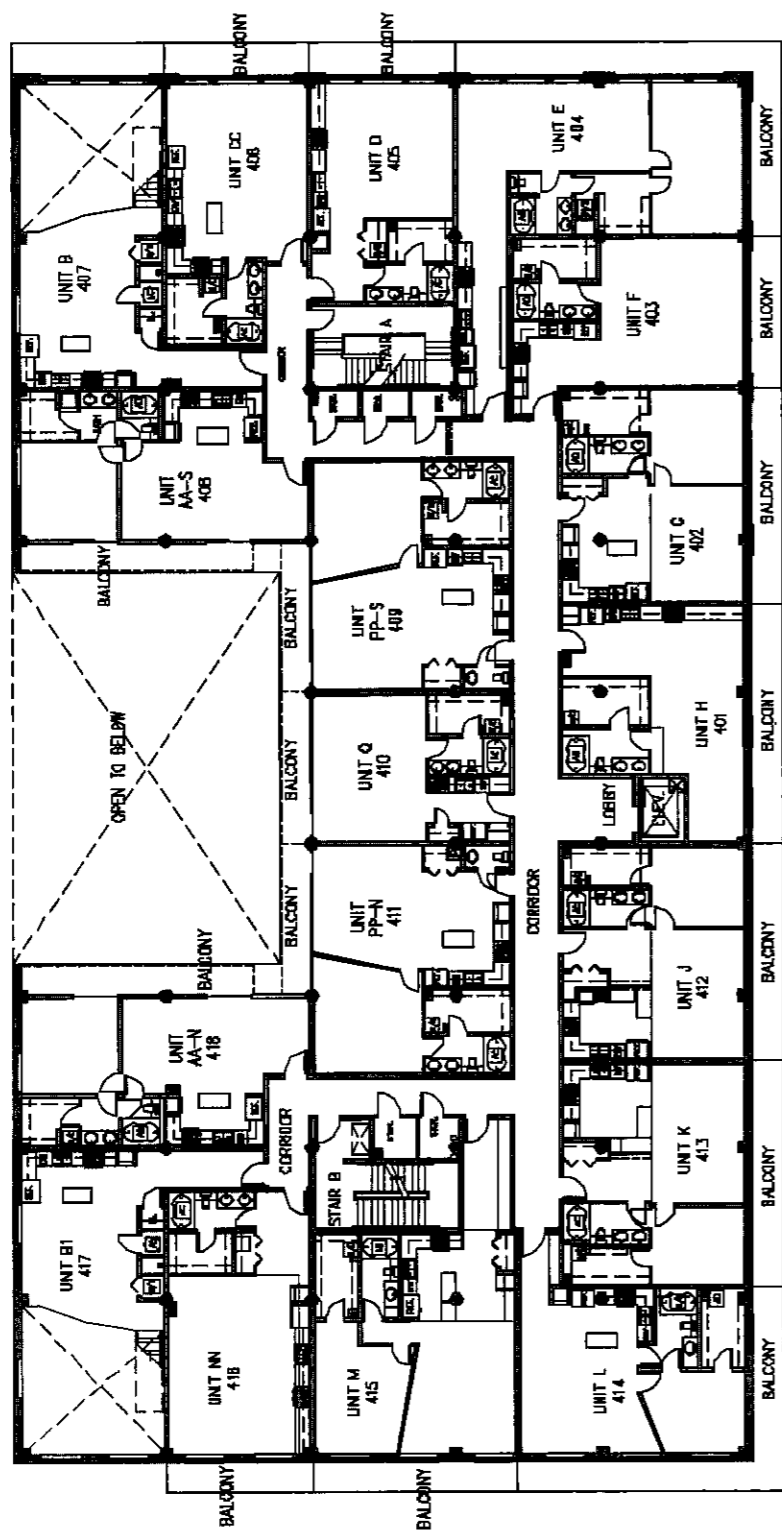 BALCONY
BALCONY
UNIT B1
417
BALCONY
OPEN TO BELOW
BALCONY
UNIT B
407
UNIT NN
416
CORRIDOR
UNIT
AA-N
418
BALCONY
BALCONY
BALCONY
UNIT
AA-S
408
CORRIDOR
UNIT CC
406
BALCONY
UNIT M
415
STAIR B
UNIT
PP-N
411
UNIT Q
410
UNIT
PP-S
409
STAIR A
UNIT D
405
BALCONY
CORRIDOR
LOBBY
ELEV.
UNIT L
414
UNIT K
413
UNIT J
412
UNIT H
401
UNIT C
402
UNIT F
403
UNIT E
404
BALCONY
BALCONY
BALCONY
BALCONY
BALCONY
BALCONY
BALCONY